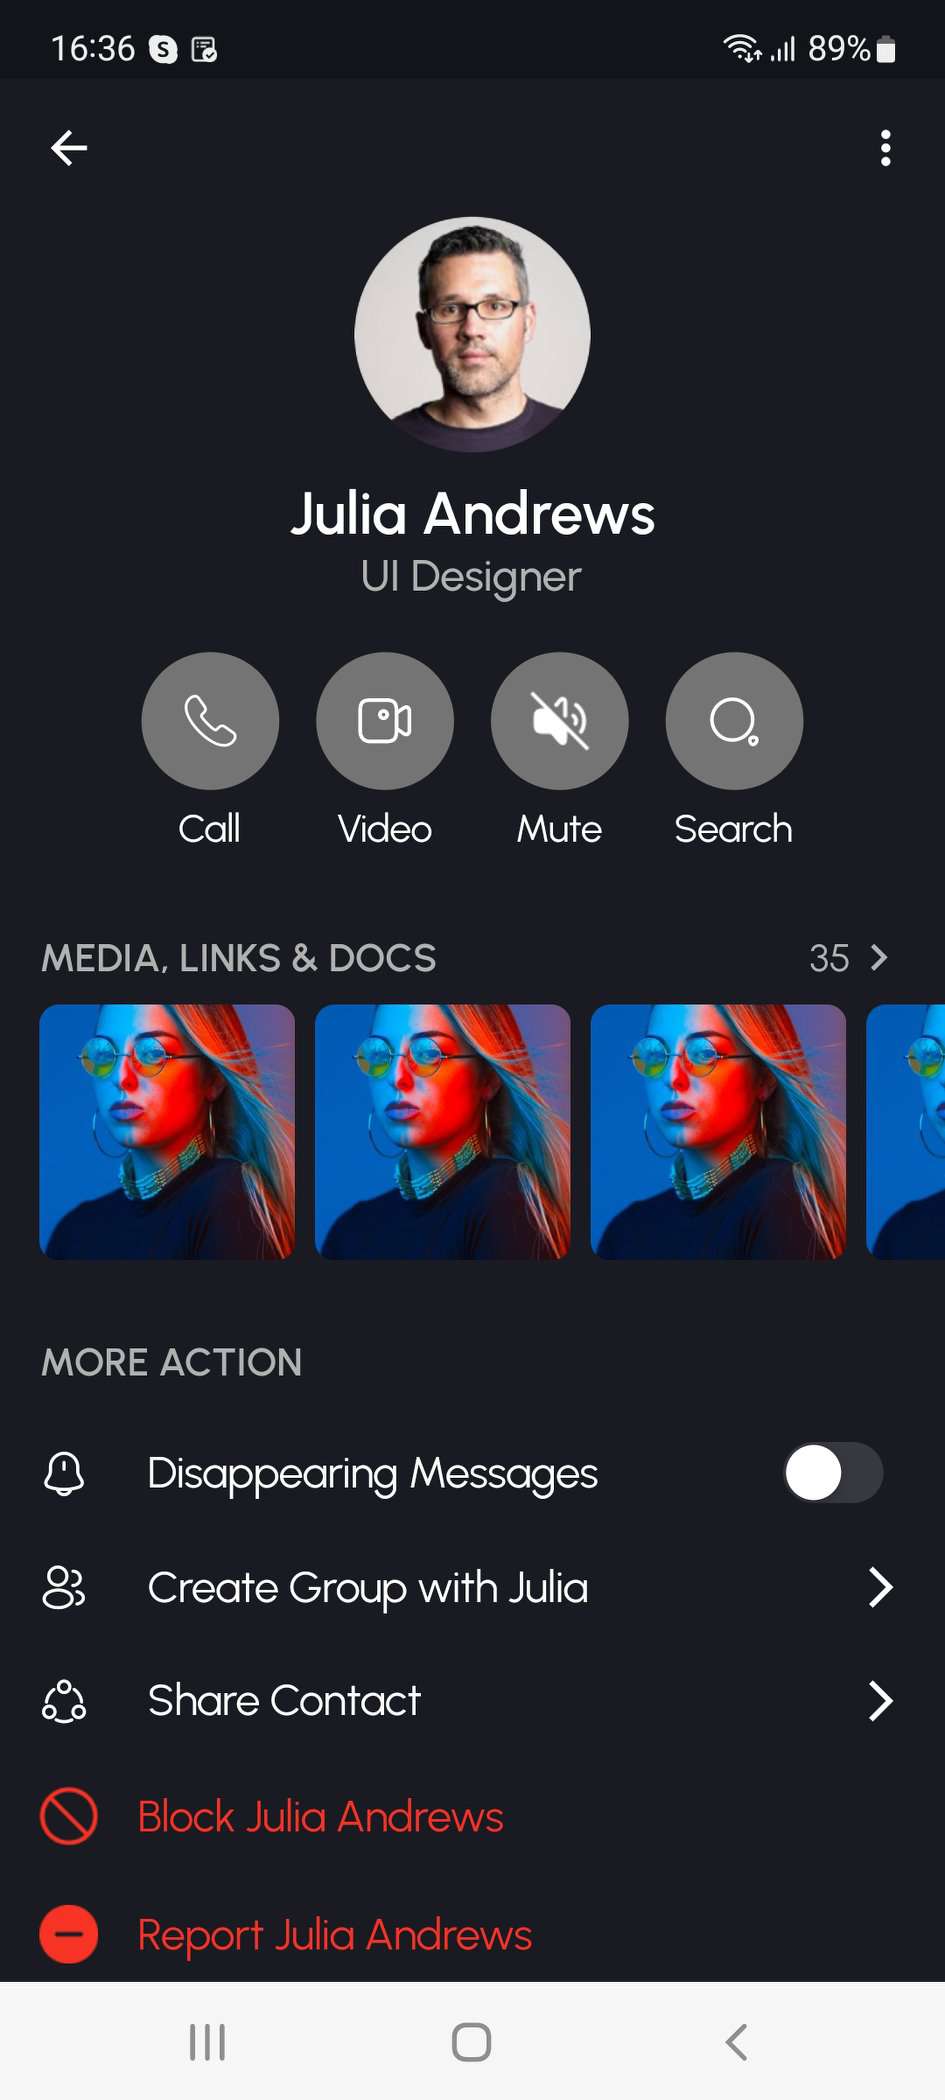 16:36
89%
Julia Andrews
UI Designer
Call Video Mute Search
MEDIA, LINKS & DOCS 35
MORE ACTION
Disappearing Messages
Create Group with Julia
Share Contact
Block Julia Andrews
Report Julia Andrews